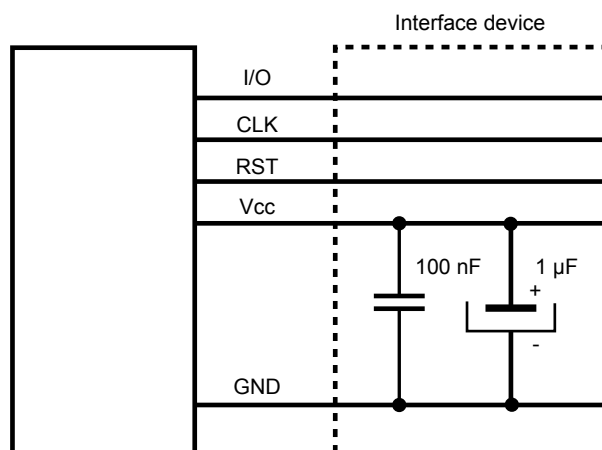 Interface device
I/O
CLK
RST
Vcc
100 nF
1 µF
+
-
GND